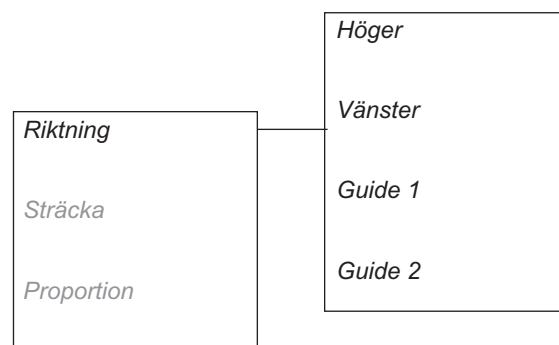 Riktning
Sträcka
Proportion
Höger
Vänster
Guide 1
Guide 2